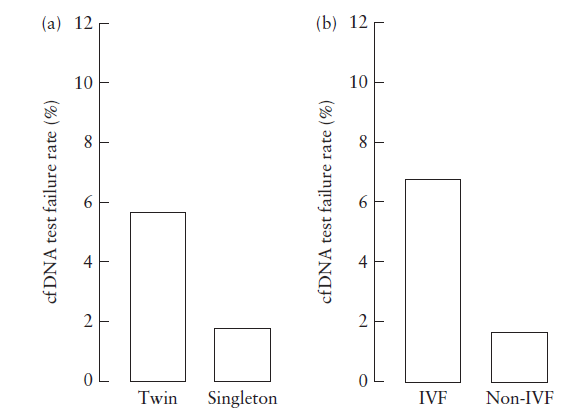 (a)
12
10
8
6
4
2
0
cfDNA test failure rate (%)
Twin Singleton
(b)
12
10
8
6
4
2
0
cfDNA test failure rate (%)
IVF Non-IVF